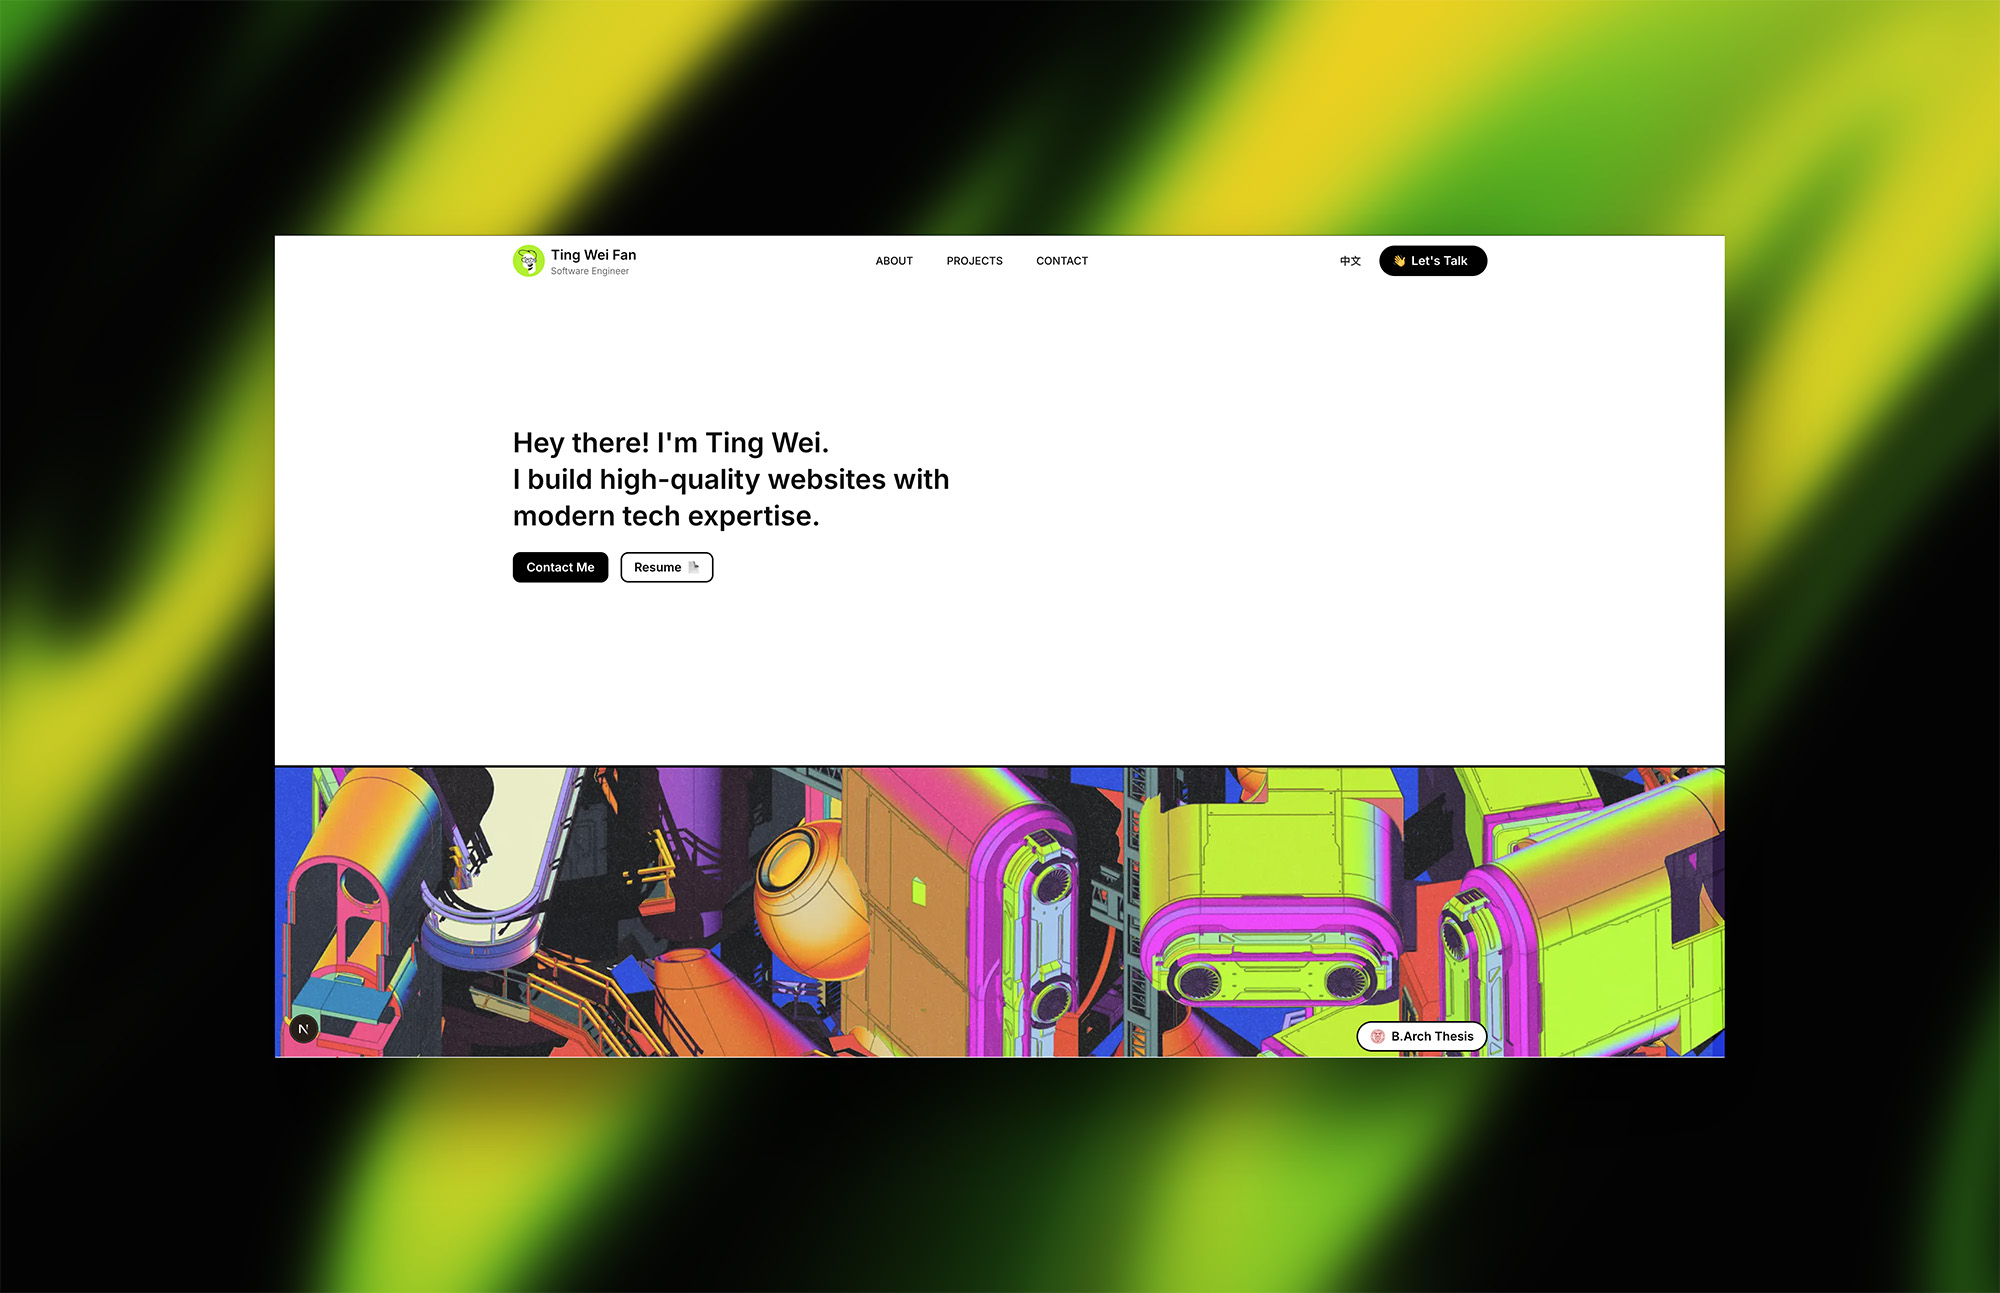 Ting Wei Fan
Software Engineer
ABOUT
PROJECTS
CONTACT
中文
👋 Let's Talk
Hey there! I'm Ting Wei.
I build high-quality websites with
modern tech expertise.
Contact Me
Resume
N
B.Arch Thesis